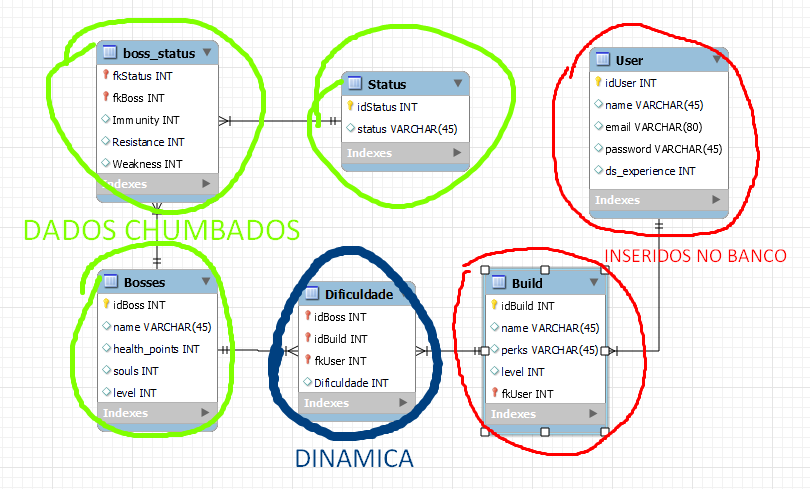 boss_status
fkStatus INT
fkBoss INT
Immunity INT
Resistance INT
Weakness INT
Indexes
Status
idStatus INT
status VARCHAR(45)
Indexes
User
idUser INT
name VARCHAR(45)
email VARCHAR(80)
password VARCHAR(45)
ds_experience INT
Indexes
DADOS CHUMBADOS
INSERIDOS NO BANCO
Bosses
idBoss INT
name VARCHAR(45)
health_points INT
souls INT
level INT
Indexes
Dificuldade
idBoss INT
idBuild INT
fkUser INT
Dificuldade INT
Indexes
Build
idBuild INT
name VARCHAR(45)
perks VARCHAR(45)
level INT
fkUser INT
Indexes
DINAMICA